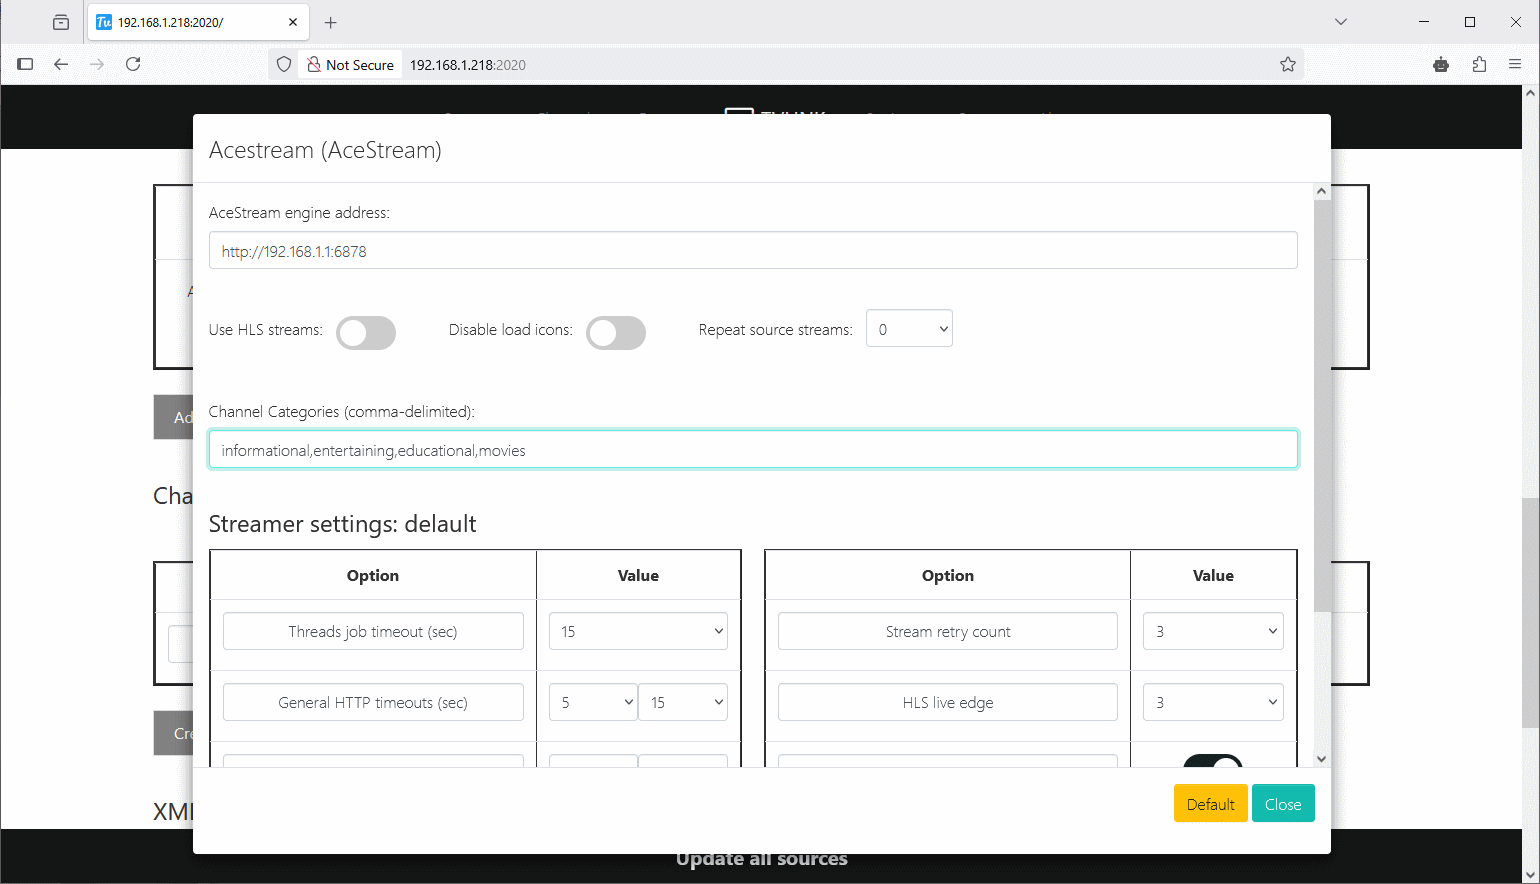 Tu 192.168.1.218:2020/
Not Secure 192.168.1.218:2020
Acestream (AceStream)
AceStream engine address:
http://192.168.1.1:6878
Use HLS streams: Disable load icons: Repeat source streams: 0
Channel Categories (comma-delimited):
informational,entertaining,educational,movies
Streamer settings: default
Option Value Option Value
Threads job timeout (sec) 15 Stream retry count 3
General HTTP timeouts (sec) 5 15 HLS live edge 3
Default Close
Update all sources